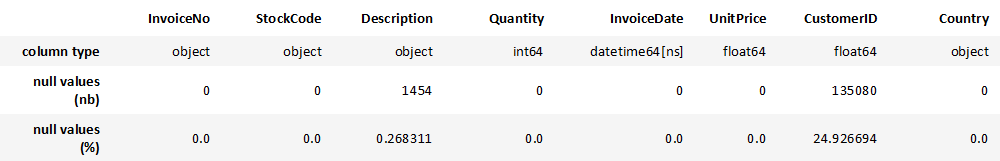 InvoiceNo StockCode Description Quantity InvoiceDate UnitPrice CustomerID Country
column type object object object int64 datetime64[ns] float64 float64 object
null values
(nb) 0 0 1454 0 0 0 135080 0
null values
(%) 0.0 0.0 0.268311 0.0 0.0 0.0 24.926694 0.0